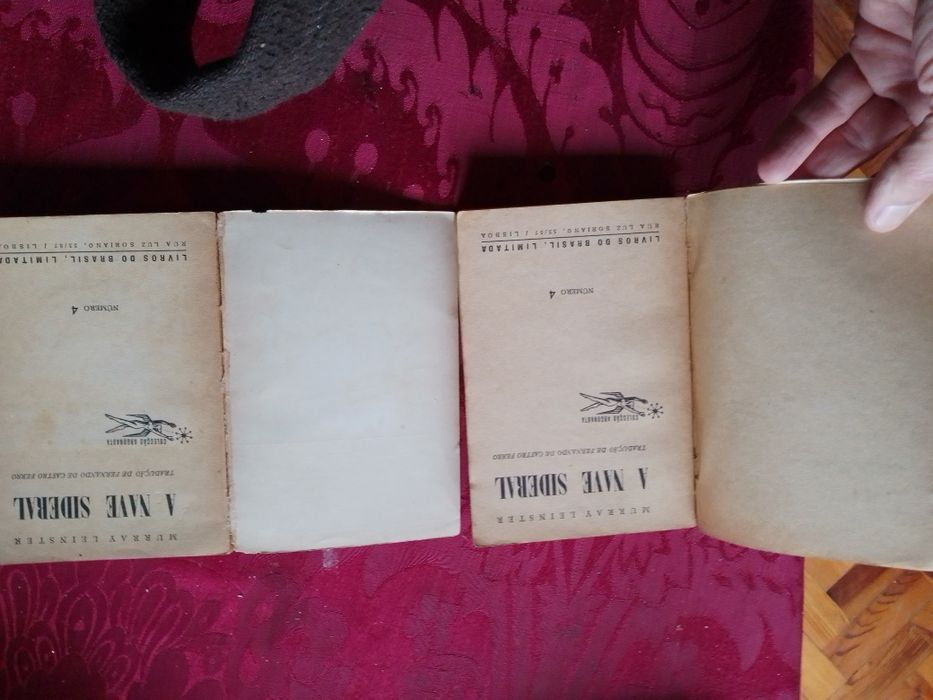 MURRAY LEINSTER
A NAVE SIDERAL
TRADUÇÃO DE FERNANDO DE CASTRO FERRO
COLECÇÃO ARGONAUTA
NÚMERO 4
LIVROS DO BRASIL, LIMITADA
RUA LUZ SORIANO, 55/57 / LISBOA
MURRAY LEINSTER
A NAVE SIDERAL
TRADUÇÃO DE FERNANDO DE CASTRO FERRO
COLECÇÃO ARGONAUTA
NÚMERO 4
LIVROS DO BRASIL, LIMITADA
RUA LUZ SORIANO, 55/57 / LISBOA